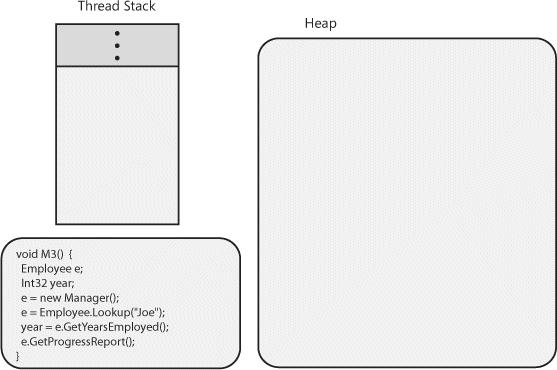 Thread Stack
Heap
void M3() {
Employee e;
Int32 year;
e = new Manager();
e = Employee.Lookup("Joe");
year = e.GetYearsEmployed();
e.GetProgressReport();
}